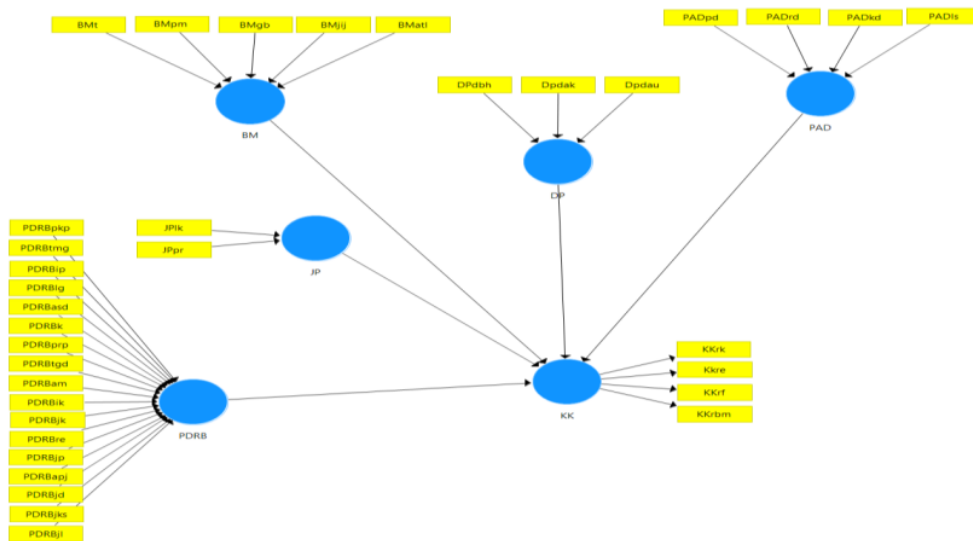 BMt
BMpm
BMgb
BMjij
BMatl
PADpd
PADrd
PADkd
PADls
DPdbh
Dpdak
Dpdau
BM
PAD
DP
JPlk
JPpr
JP
PDRBpkp
PDRBtmg
PDRBip
PDRBlg
PDRBasd
PDRBk
PDRBprp
PDRBtgd
PDRBam
PDRBik
PDRBjk
PDRBre
PDRBjp
PDRBapj
PDRBjd
PDRBjks
PDRBjl
PDRB
KK
KKrk
Kkre
KKrf
KKrbm